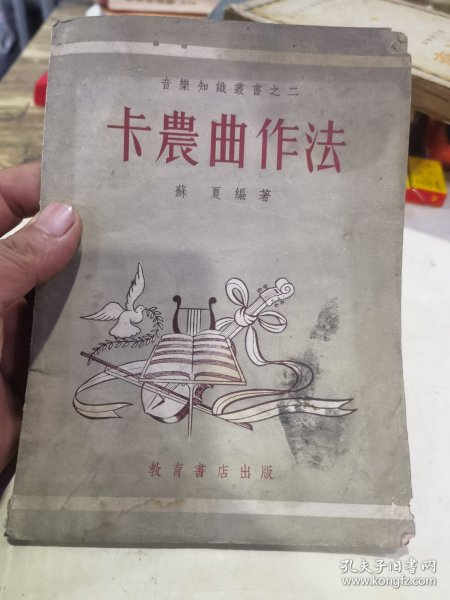 音樂知識叢書之二
卡農曲作法
蘇夏編著
教育書店出版
孔夫子旧书网
www.kongfz.com